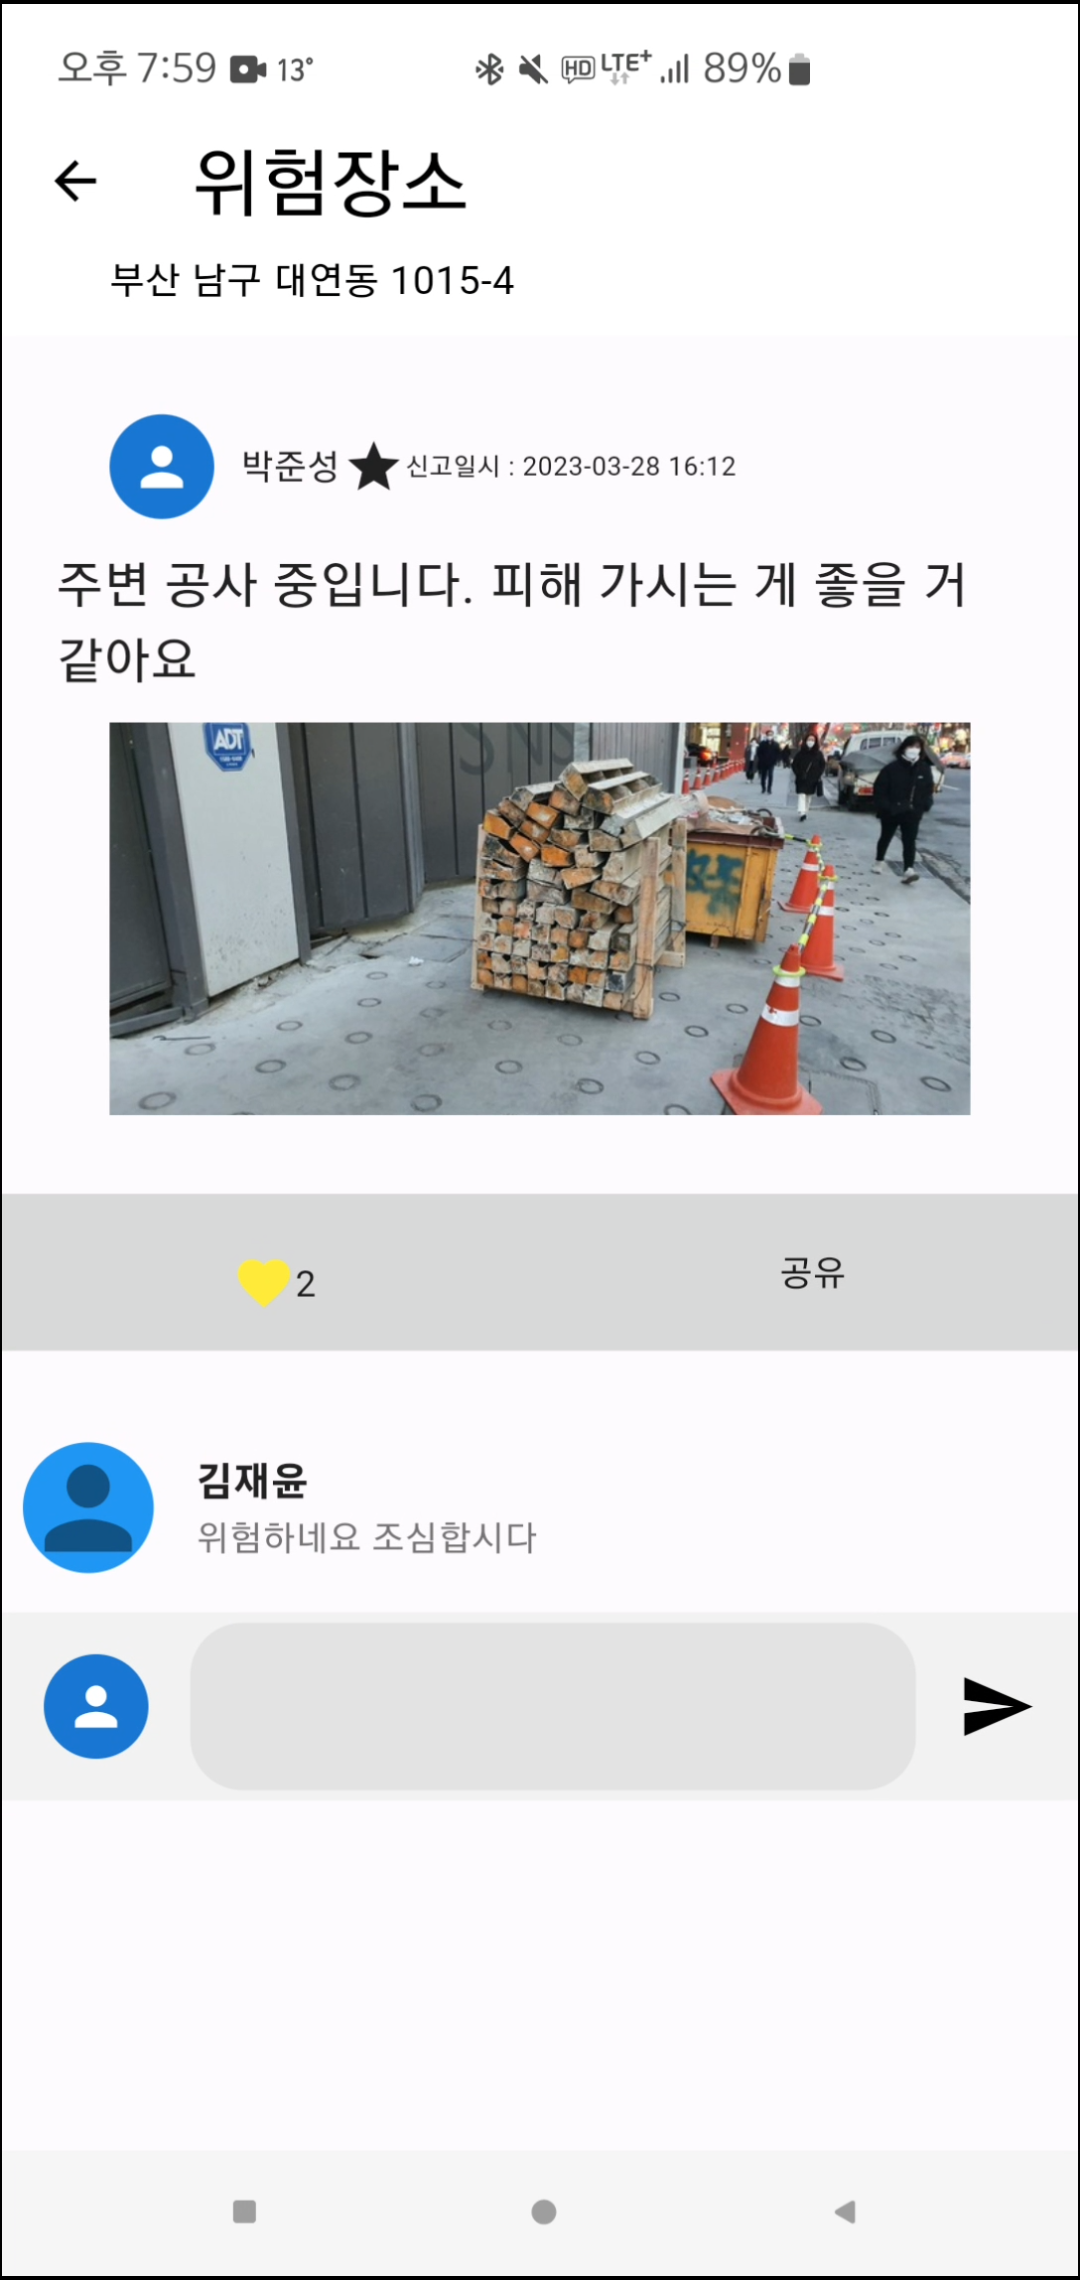 오후 7:59 13° HD LTE+ 89%
위험장소
부산 남구 대연동 1015-4
박준성 신고일시 : 2023-03-28 16:12
주변 공사 중입니다. 피해 가시는 게 좋을 거
같아요
ADT
2
공유
김재윤
위험하네요 조심합시다